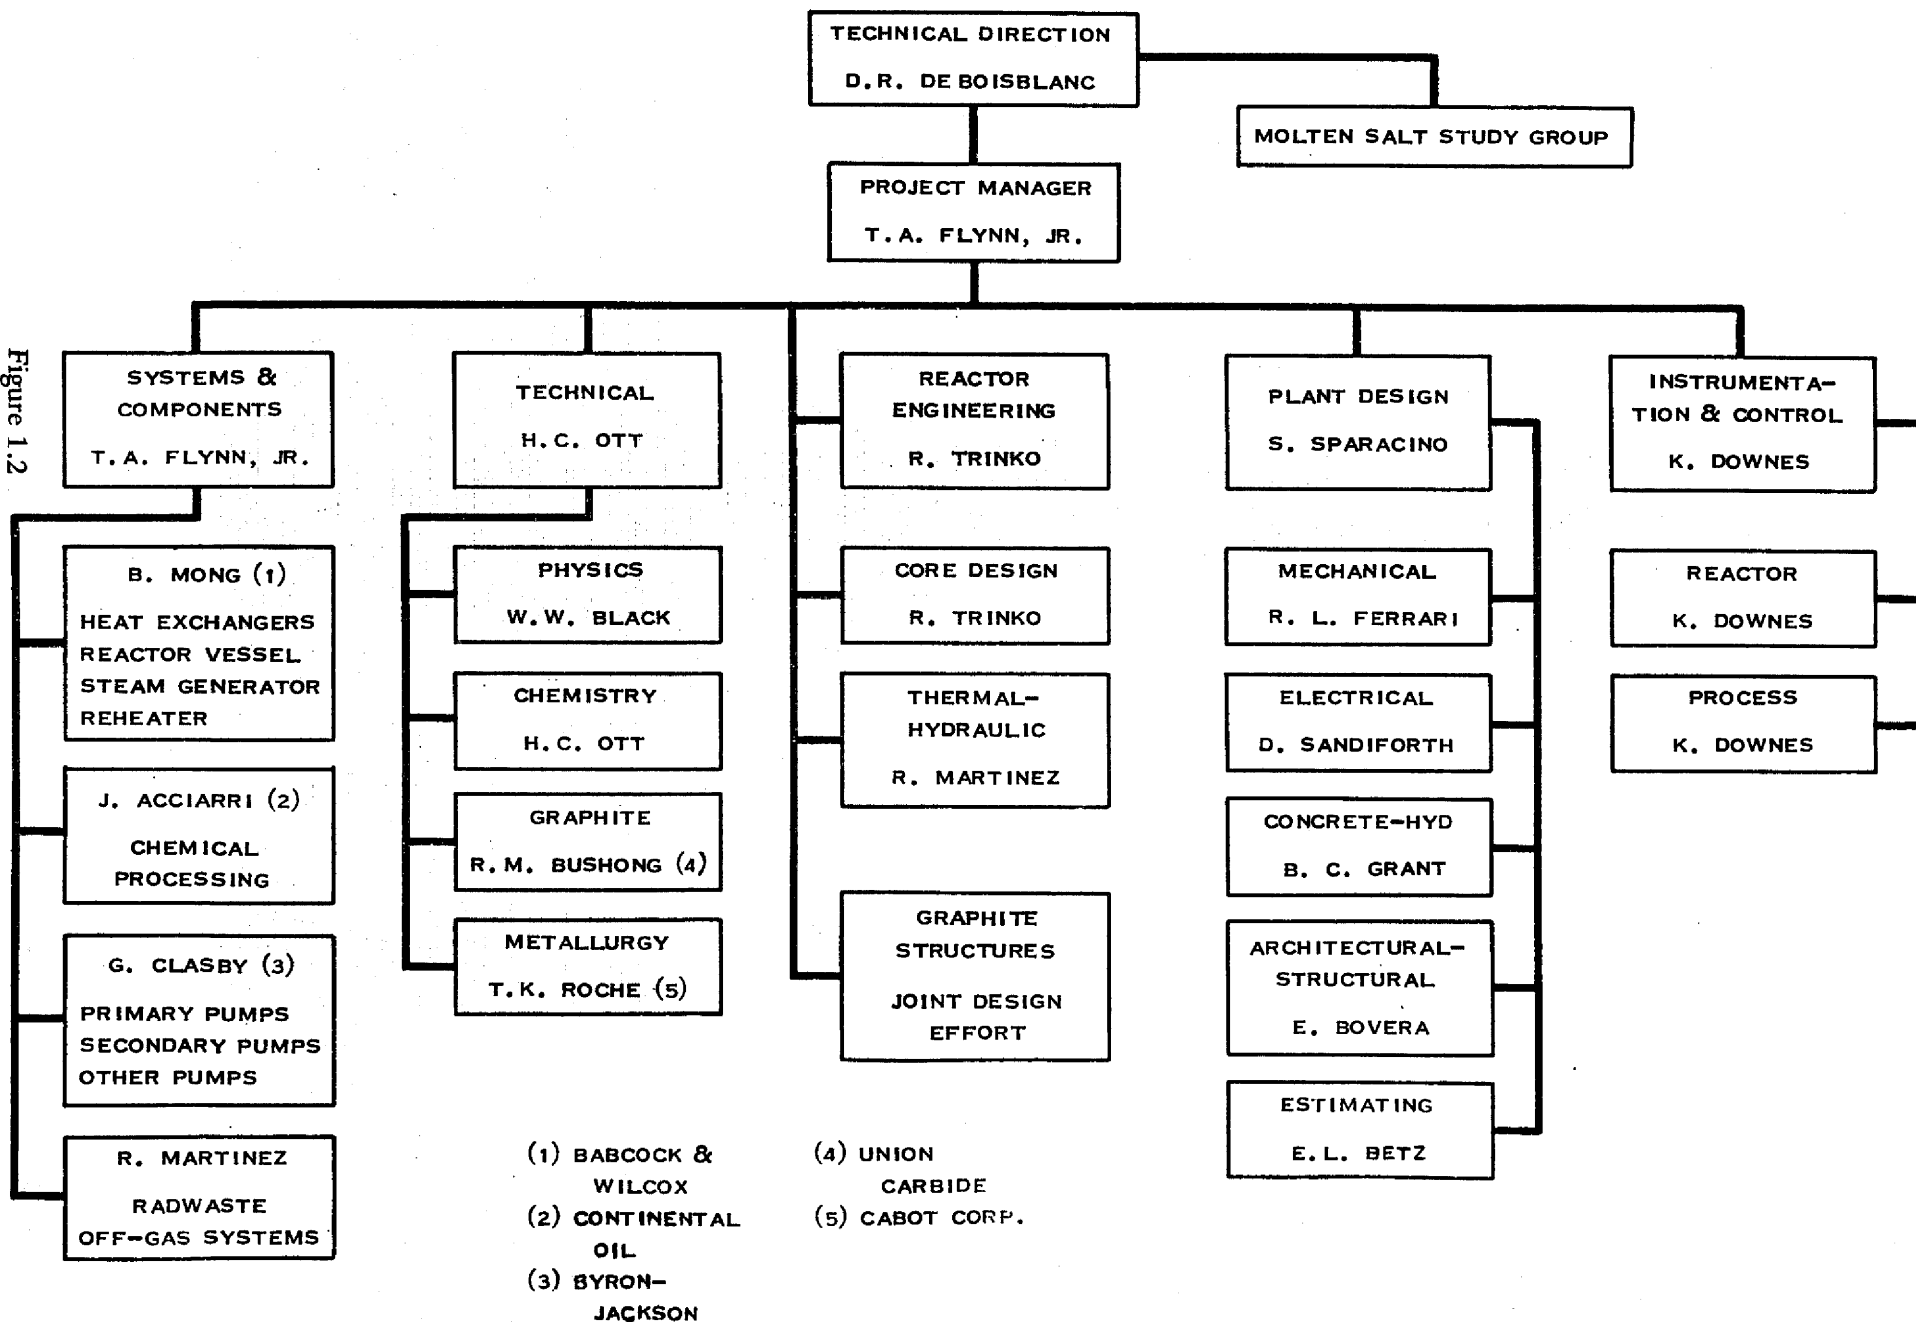 TECHNICAL DIRECTION
D.R. DE BOISBLANC
MOLTEN SALT STUDY GROUP
PROJECT MANAGER
T.A. FLYNN, JR.
SYSTEMS &
COMPONENTS
T.A. FLYNN, JR.
B. MONG (1)
HEAT EXCHANGERS
REACTOR VESSEL
STEAM GENERATOR
REHEATER
J. ACCIARRI (2)
CHEMICAL
PROCESSING
G. CLASBY (3)
PRIMARY PUMPS
SECONDARY PUMPS
OTHER PUMPS
R. MARTINEZ
RADWASTE
OFF-GAS SYSTEMS
TECHNICAL
H.C. OTT
PHYSICS
W.W. BLACK
CHEMISTRY
H.C. OTT
GRAPHITE
R.M. BUSHONG (4)
METALLURGY
T.K. ROCHE (5)
REACTOR
ENGINEERING
R. TRINKO
CORE DESIGN
R. TRINKO
THERMAL-
HYDRAULIC
R. MARTINEZ
GRAPHITE
STRUCTURES
JOINT DESIGN
EFFORT
PLANT DESIGN
S. SPARACINO
MECHANICAL
R. L. FERRARI
ELECTRICAL
D. SANDIFORTH
CONCRETE-HYD
B. C. GRANT
ARCHITECTURAL-
STRUCTURAL
E. BOVERA
ESTIMATING
E.L. BETZ
INSTRUMENTA-
TION & CONTROL
K. DOWNES
REACTOR
K. DOWNES
PROCESS
K. DOWNES
(1) BABCOCK &
WILCOX
(2) CONTINENTAL
OIL
(3) BYRON-
JACKSON
(4) UNION
CARBIDE
(5) CABOT CORP.
Figure 1.2